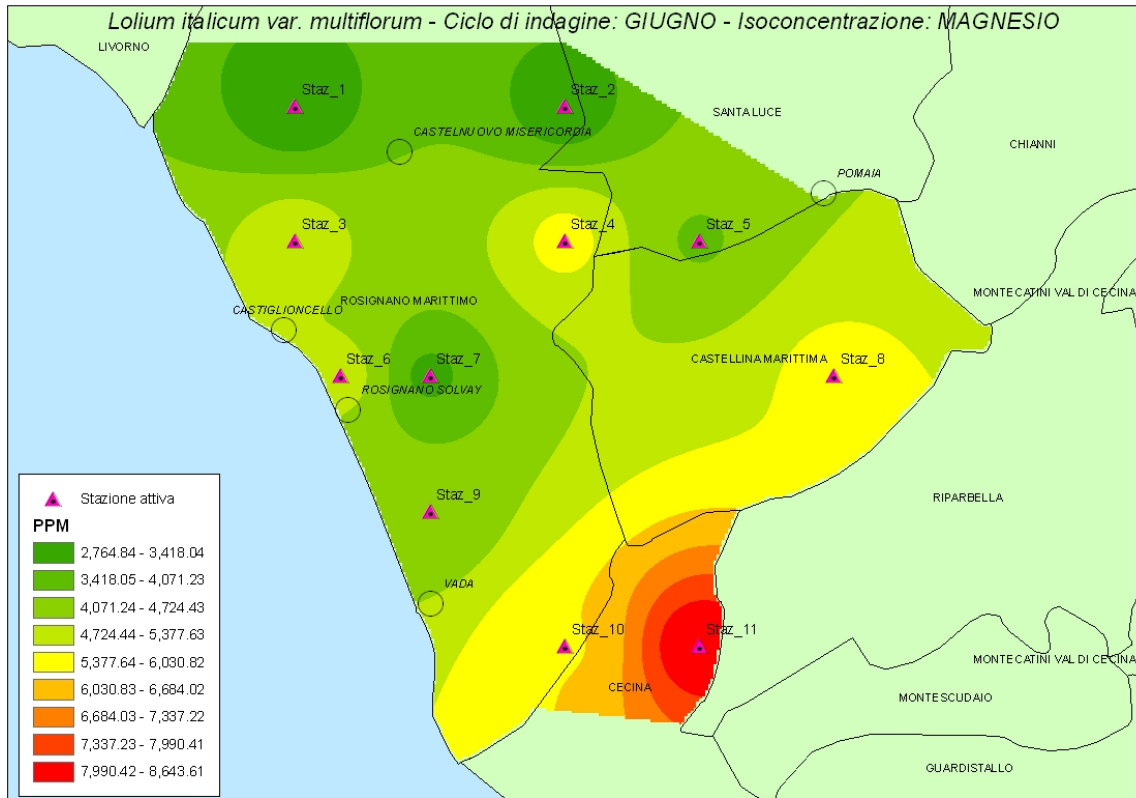 Lolium italicum var. multiflorum - Ciclo di indagine: GIUGNO - Isoconcentrazione: MAGNESIO
LIVORNO
Staz_1
Staz_2
SANTA LUCE
CASTELNUOVO MISERICORDIA
CHIANNI
POMAIA
Staz_3
Staz_4
Staz_5
ROSIGNANO MARITTIMO
MONTECATINI VAL DI CECINA
CASTIGLIONCELLO
Staz_6
Staz_7
CASTELLINA MARITTIMA
Staz_8
ROSIGNANO SOLVAY
Staz_9
RIPARBELLA
VADA
Staz_10
Staz_11
CECINA
MONTECATINI VAL DI CECINA
MONTESCUDAIO
GUARDISTALLO
Stazione attiva
PPM
2,764.84 - 3,418.04
3,418.05 - 4,071.23
4,071.24 - 4,724.43
4,724.44 - 5,377.63
5,377.64 - 6,030.82
6,030.83 - 6,684.02
6,684.03 - 7,337.22
7,337.23 - 7,990.41
7,990.42 - 8,643.61